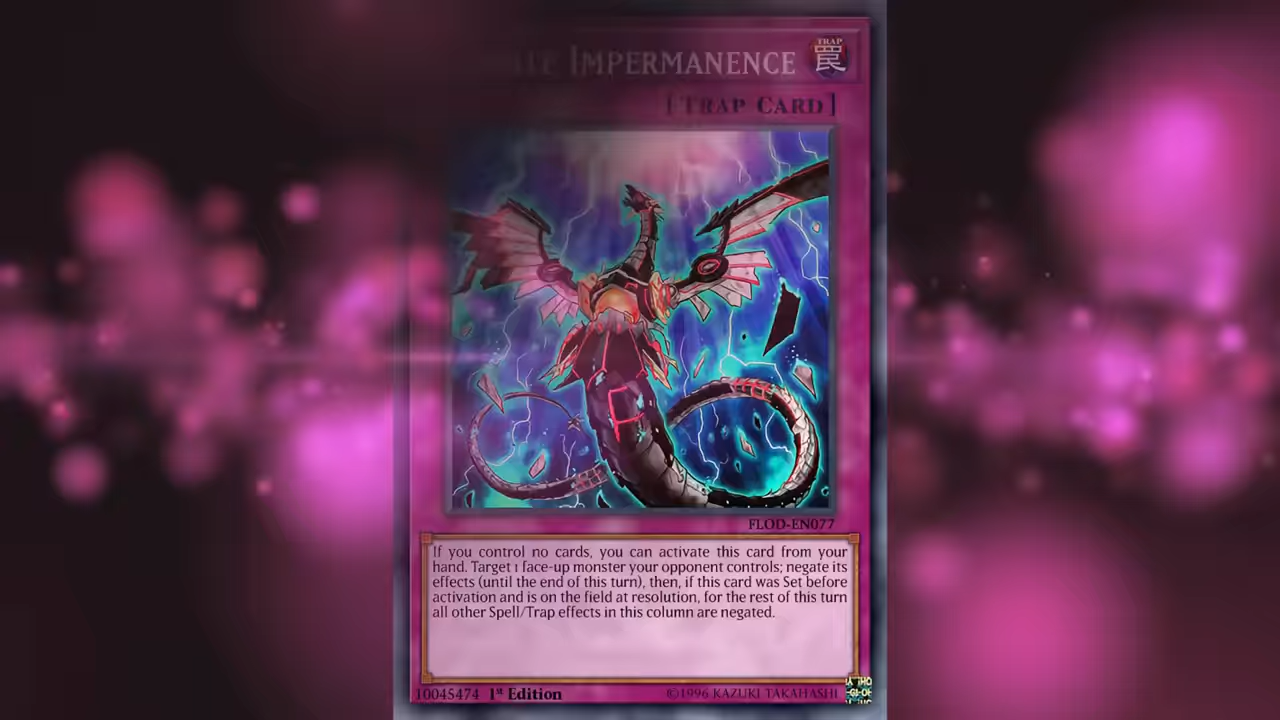 IMPERMANENCE
TRAP
罠
[TRAP CARD]
FLOD-EN077
If you control no cards, you can activate this card from your
hand. Target 1 face-up monster your opponent controls; negate its
effects (until the end of this turn), then, if this card was Set before
activation and is on the field at resolution, for the rest of this turn
all other Spell/Trap effects in this column are negated.
10045474 1st Edition ©1996 KAZUKI TAKAHASHI